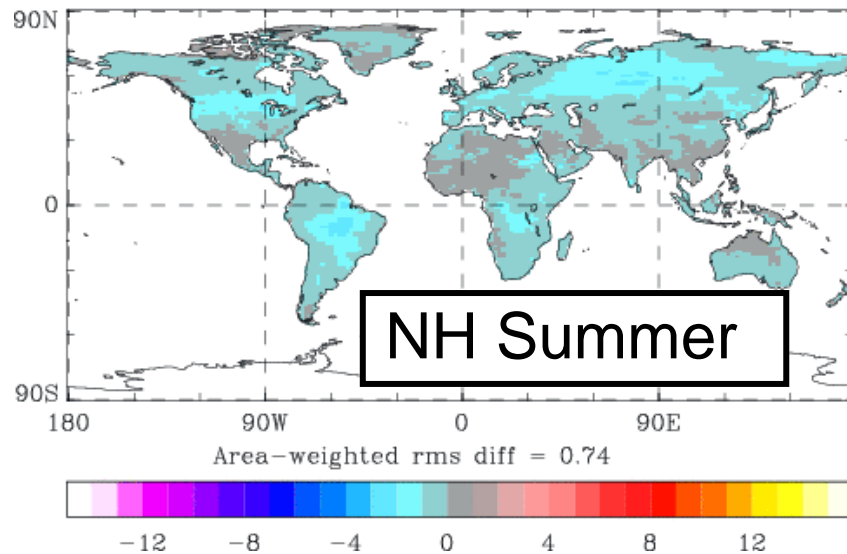 90N
0
NH Summer
90S
180 90W 0 90E
Area-weighted rms diff = 0.74
-12 -8 -4 0 4 8 12